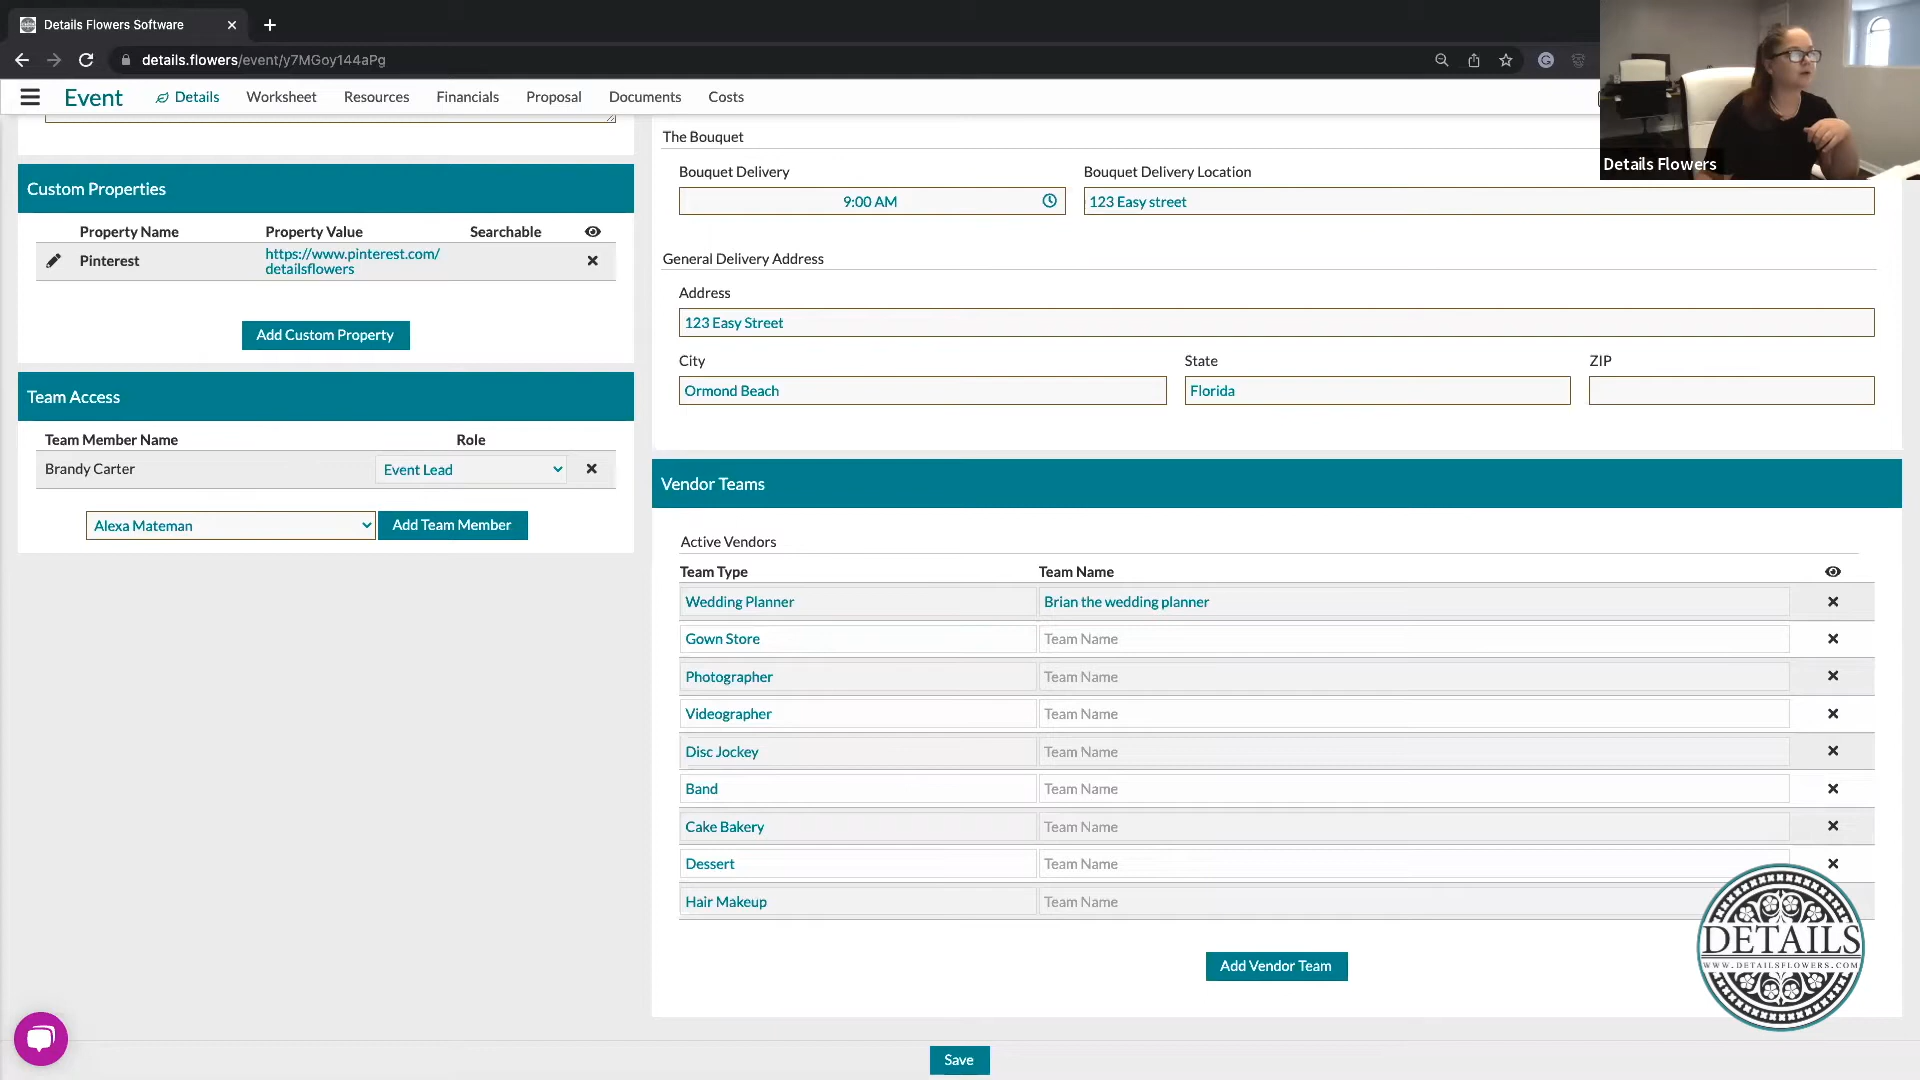 Details Flowers Software
details.flowers/event/y7MGoy144aPg
Event
Details
Worksheet
Resources
Financials
Proposal
Documents
Costs
Details Flowers
Custom Properties
Property Name
Property Value
Searchable
Pinterest
https://www.pinterest.com/
detailsflowers
Add Custom Property
Team Access
Team Member Name
Role
Brandy Carter
Event Lead
Alexa Mateman
Add Team Member
The Bouquet
Bouquet Delivery
Bouquet Delivery Location
9:00 AM
123 Easy street
General Delivery Address
Address
123 Easy Street
City
State
ZIP
Ormond Beach
Florida
Vendor Teams
Active Vendors
Team Type
Team Name
Wedding Planner
Brian the wedding planner
Gown Store
Team Name
Photographer
Team Name
Videographer
Team Name
Disc Jockey
Team Name
Band
Team Name
Cake Bakery
Team Name
Dessert
Team Name
Hair Makeup
Team Name
Add Vendor Team
DETAILS
WWW.DETAILSFLOWERS.COM
Save